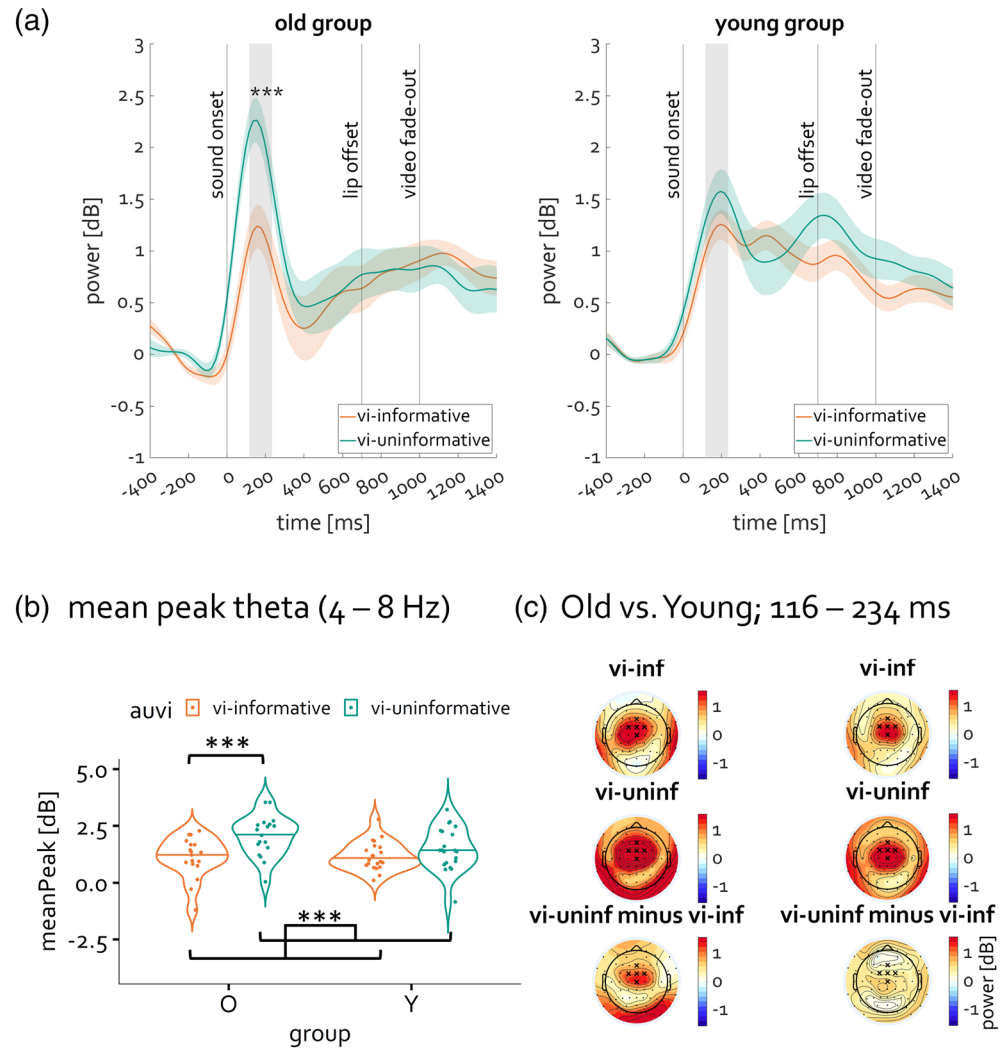 (a)
old group
young group
3
2.5
2
1.5
1
0.5
0
-0.5
-1
power [dB]
***
sound onset
lip offset
video fade-out
vi-informative
vi-uninformative
-400 -200 0 200 400 600 800 1000 1200 1400
time [ms]
3
2.5
2
1.5
1
0.5
0
-0.5
-1
power [dB]
sound onset
lip offset
video fade-out
vi-informative
vi-uninformative
-400 -200 0 200 400 600 800 1000 1200 1400
time [ms]
(b) mean peak theta (4 – 8 Hz)
auvi vi-informative vi-uninformative
***
5.0
2.5
0.0
-2.5
meanPeak [dB]
***
O Y
group
(c) Old vs. Young; 116 – 234 ms
vi-inf vi-inf
1 1
0 0
-1 -1
vi-uninf vi-uninf
1 1
0 0
-1 -1
vi-uninf minus vi-inf vi-uninf minus vi-inf
1 1
0 0
-1 -1
power [dB]